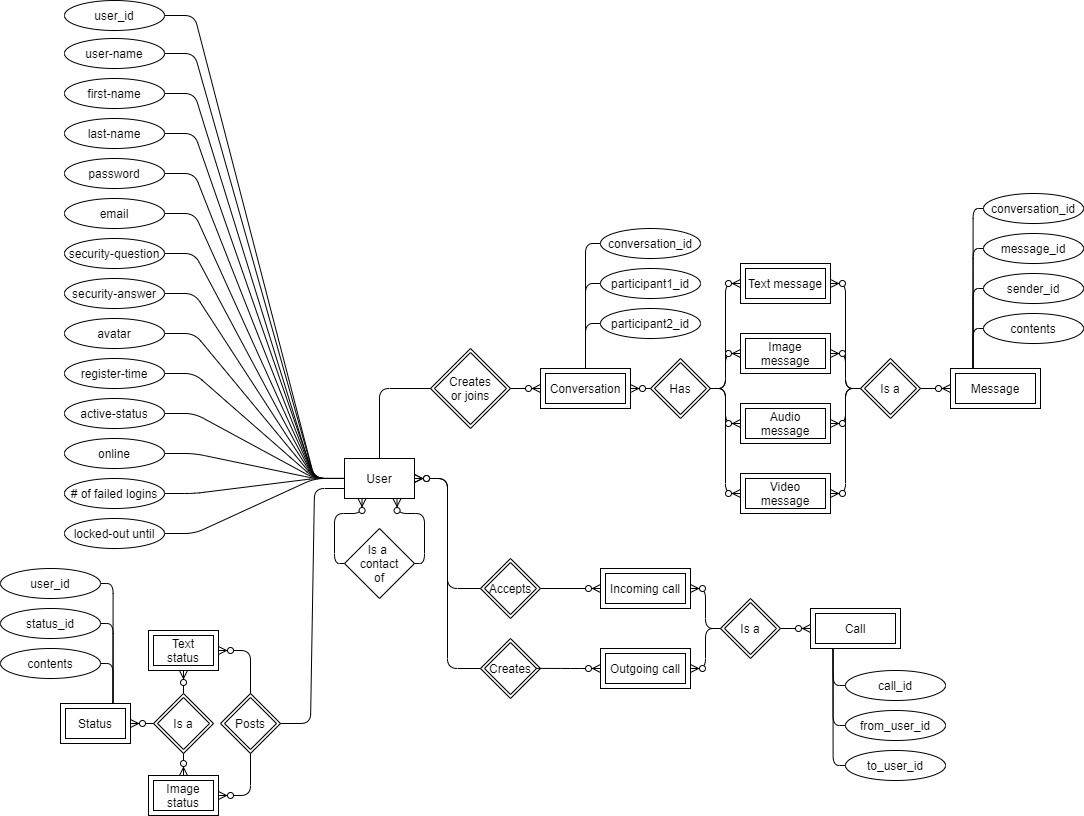 user_id
user-name
first-name
last-name
password
email
security-question
security-answer
avatar
register-time
active-status
online
# of failed logins
locked-out until
User
Is a
contact
of
Creates
or joins
conversation_id
participant1_id
participant2_id
Conversation
Has
Text message
Image
message
Audio
message
Video
message
Is a
conversation_id
message_id
sender_id
contents
Message
Accepts
Incoming call
Creates
Outgoing call
Is a
Call
call_id
from_user_id
to_user_id
user_id
status_id
contents
Status
Text
status
Is a
Posts
Image
status